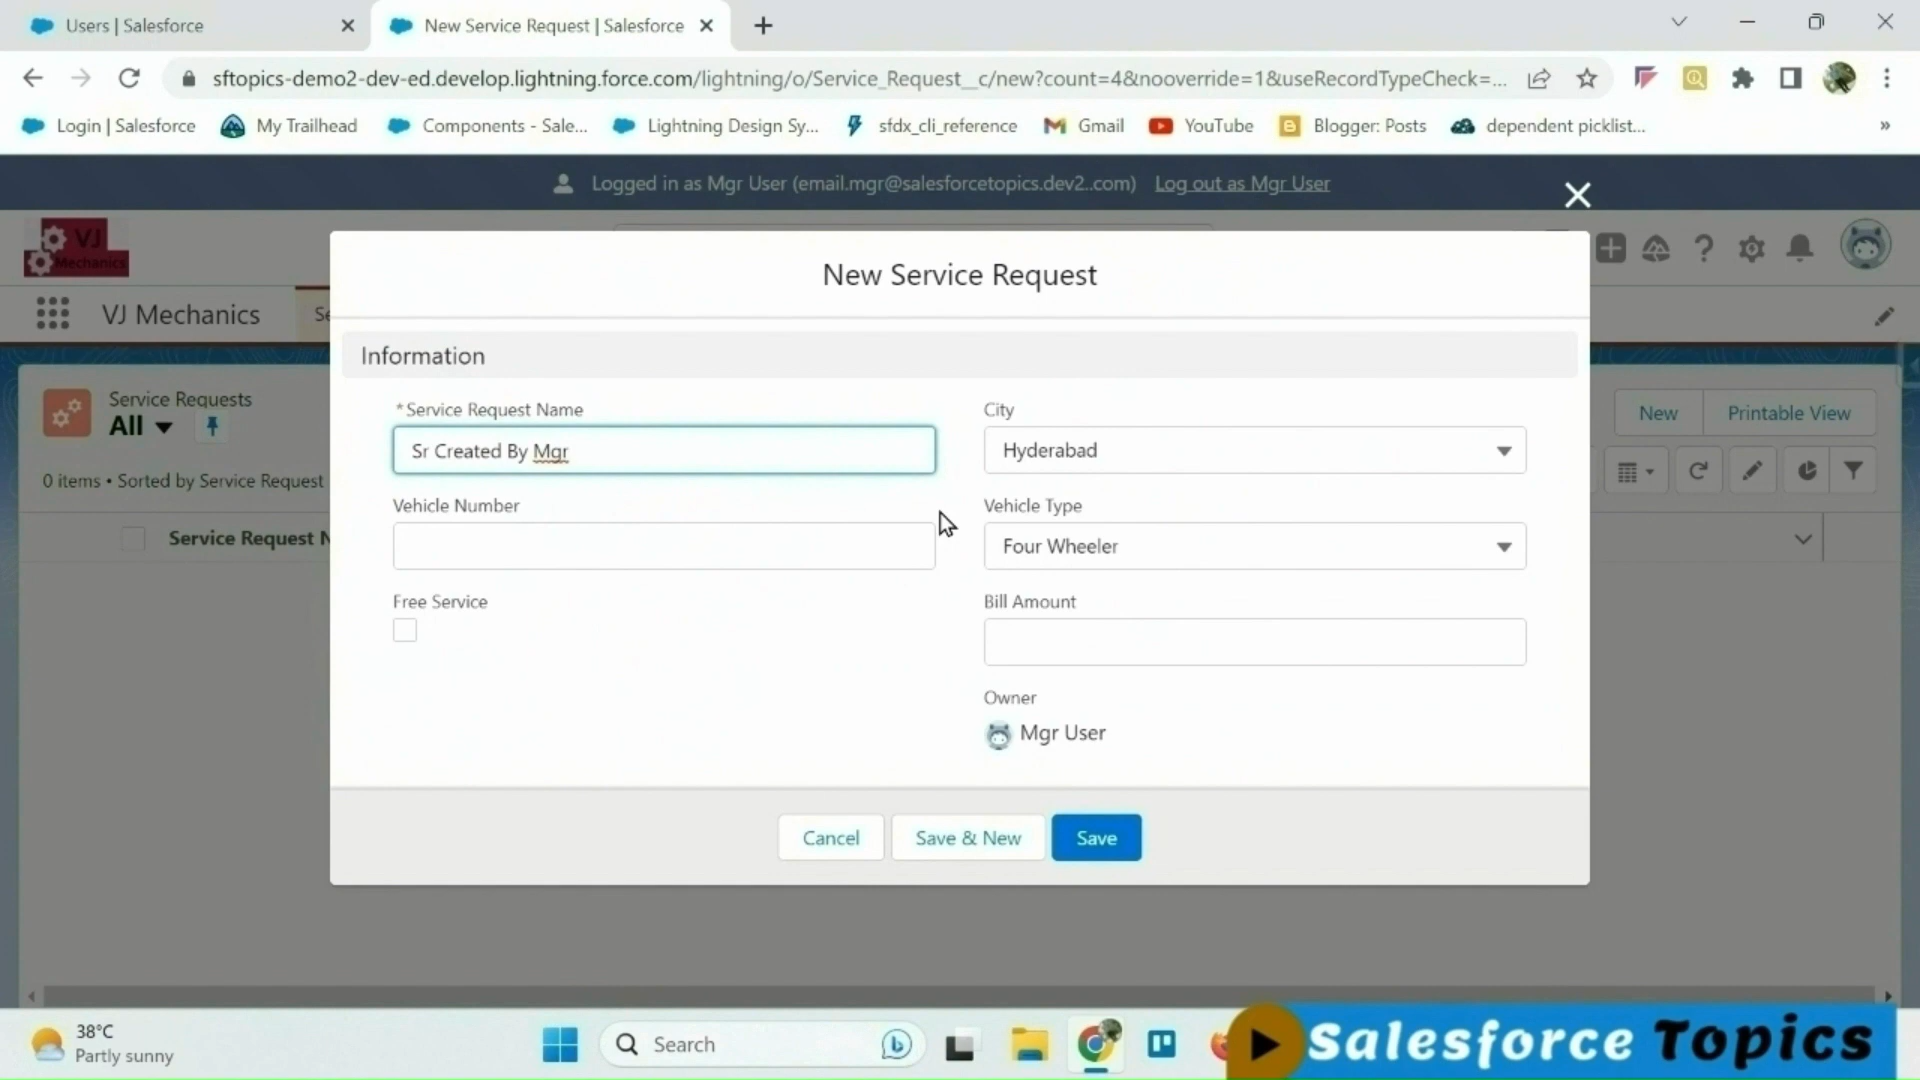 Users | Salesforce
New Service Request | Salesforce
sftopics-demo2-dev-ed.develop.lightning.force.com/lightning/o/Service_Request__c/new?count=4&nooverride=1&useRecordTypeCheck=...
Login | Salesforce
My Trailhead
Components - Sale...
Lightning Design Sy...
sfdx_cli_reference
Gmail
YouTube
Blogger: Posts
dependent picklist...
»
Logged in as Mgr User (email.mgr@salesforcetopics.dev2..com) Log out as Mgr User
VJ
Mechanics
New Service Request
VJ Mechanics
Se
Information
Service Requests
All
New
Printable View
*Service Request Name
City
Sr Created By Mgr
Hyderabad
0 items • Sorted by Service Request
Vehicle Number
Vehicle Type
Service Request N
Four Wheeler
Free Service
Bill Amount
Owner
Mgr User
Cancel
Save & New
Save
38°C
Partly sunny
Search
Salesforce Topics